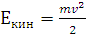 Eкин = mv²/2